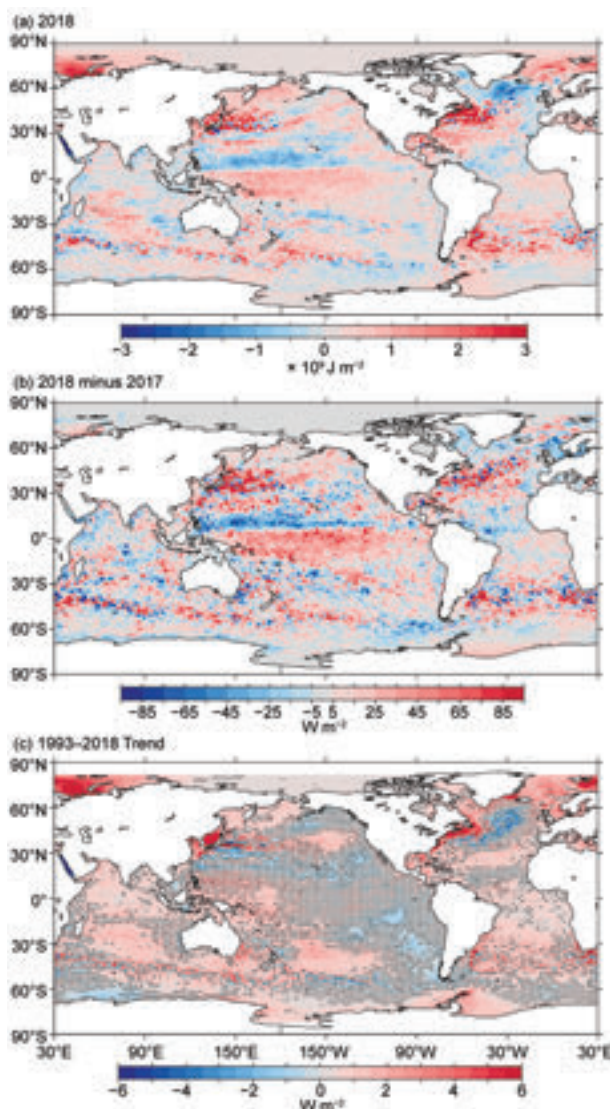 (a) 2018
90°N
60°N
30°N
0°
30°S
60°S
90°S
−3 −2 −1 0 1 2 3
× 10⁹ J m⁻²
(b) 2018 minus 2017
90°N
60°N
30°N
0°
30°S
60°S
90°S
−85 −65 −45 −25 −5 5 25 45 65 85
W m⁻²
(c) 1993–2018 Trend
90°N
60°N
30°N
0°
30°S
60°S
90°S
30°E 90°E 150°E 150°W 90°W 30°W 30°E
−6 −4 −2 0 2 4 6
W m⁻²